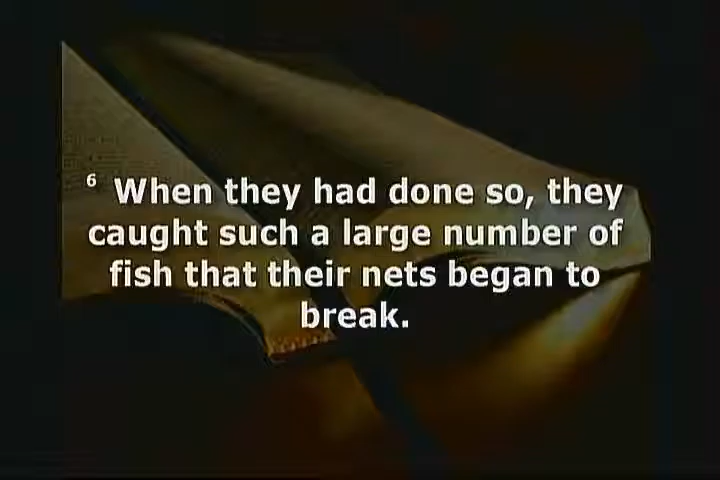 6 When they had done so, they
caught such a large number of
fish that their nets began to
break.